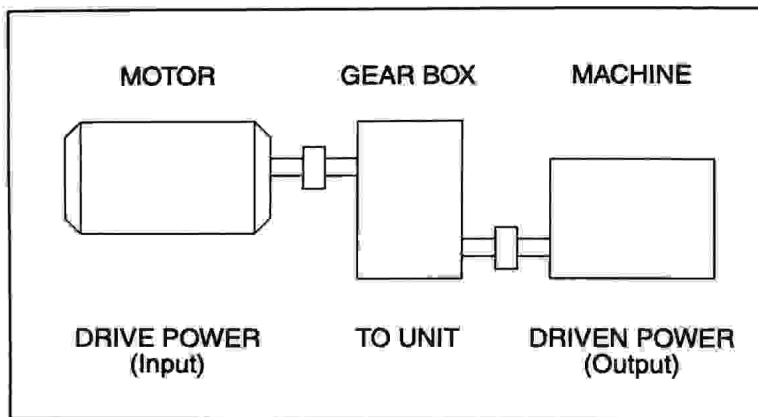 MOTOR GEAR BOX MACHINE
DRIVE POWER TO UNIT DRIVEN POWER
(Input) (Output)